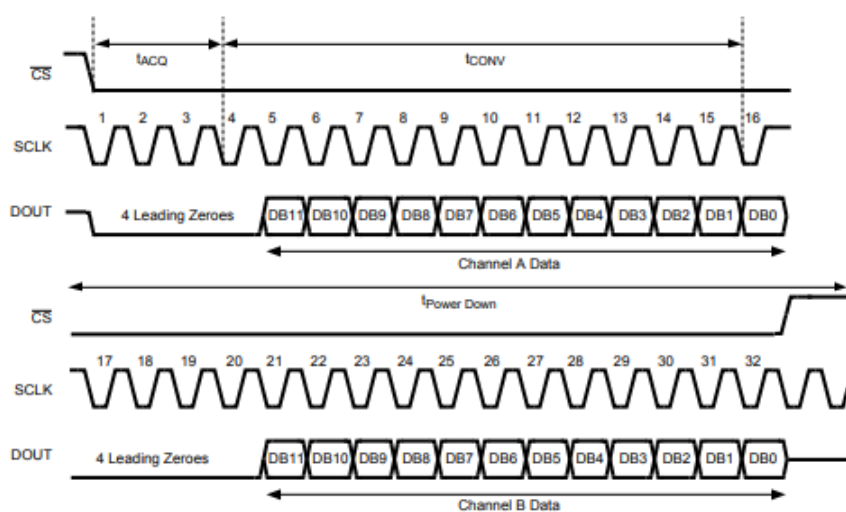 tACQ tCONV
CS
1 2 3 4 5 6 7 8 9 10 11 12 13 14 15 16
SCLK
DOUT 4 Leading Zeroes DB11 DB10 DB9 DB8 DB7 DB6 DB5 DB4 DB3 DB2 DB1 DB0
Channel A Data
tPower Down
CS
17 18 19 20 21 22 23 24 25 26 27 28 29 30 31 32
SCLK
DOUT 4 Leading Zeroes DB11 DB10 DB9 DB8 DB7 DB6 DB5 DB4 DB3 DB2 DB1 DB0
Channel B Data